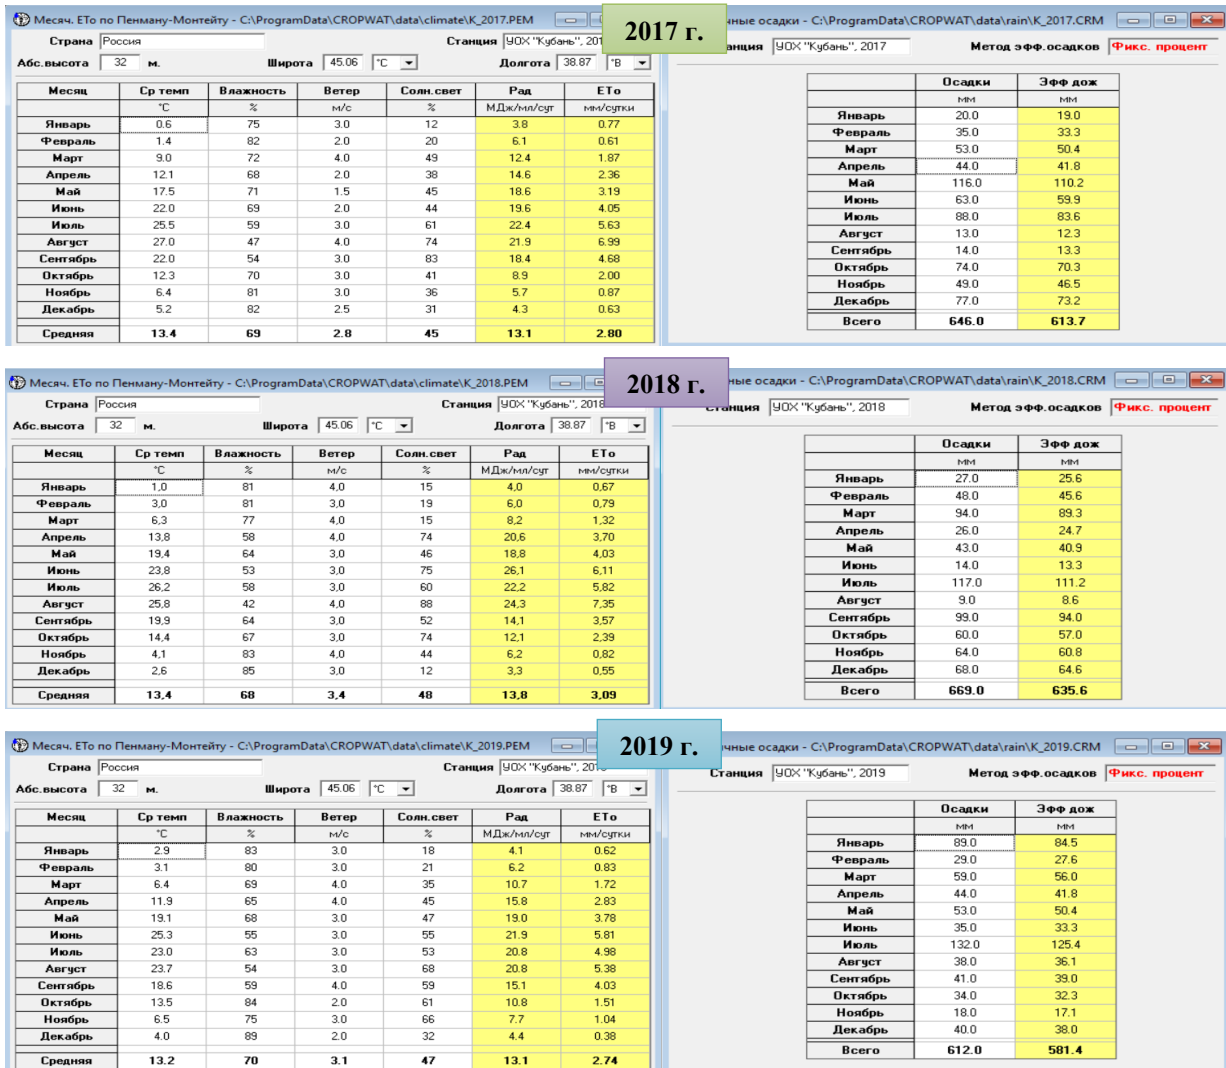 Месяч. ЕТо по Пенману-Монтейту - C:\ProgramData\CROPWAT\data\climate\K_2017.PEM
2017 г.
чные осадки - C:\ProgramData\CROPWAT\data\rain\K_2017.CRM
Страна Россия Станция УОХ "Кубань", 201
анция УОХ "Кубань", 2017 Метод эфф.осадков Фикс. процент
Абс.высота 32 м. Широта 45.06 °С Долгота 38.87 °В
Месяц Ср темп Влажность Ветер Солн.свет Рад ЕТо
°C % м/с % МДж/мл/сут мм/сутки
Январь 0.6 75 3.0 12 3.8 0.77
Февраль 1.4 82 2.0 20 6.1 0.61
Март 9.0 72 4.0 49 12.4 1.87
Апрель 12.1 68 2.0 38 14.6 2.36
Май 17.5 71 1.5 45 18.6 3.19
Июнь 22.0 69 2.0 44 19.6 4.05
Июль 25.5 59 3.0 61 22.4 5.63
Август 27.0 47 4.0 74 21.9 6.99
Сентябрь 22.0 54 3.0 83 18.4 4.68
Октябрь 12.3 70 3.0 41 8.9 2.00
Ноябрь 6.4 81 3.0 36 5.7 0.87
Декабрь 5.2 82 2.5 31 4.3 0.63
Средняя 13.4 69 2.8 45 13.1 2.80
Осадки Эфф дож
мм мм
Январь 20.0 19.0
Февраль 35.0 33.3
Март 53.0 50.4
Апрель 44.0 41.8
Май 116.0 110.2
Июнь 63.0 59.9
Июль 88.0 83.6
Август 13.0 12.3
Сентябрь 14.0 13.3
Октябрь 74.0 70.3
Ноябрь 49.0 46.5
Декабрь 77.0 73.2
Всего 646.0 613.7
Месяч. ЕТо по Пенману-Монтейту - C:\ProgramData\CROPWAT\data\climate\K_2018.PEM
2018 г.
ные осадки - C:\ProgramData\CROPWAT\data\rain\K_2018.CRM
Страна Россия Станция УОХ "Кубань", 2018
Станция УОХ "Кубань", 2018 Метод эфф.осадков Фикс. процент
Абс.высота 32 м. Широта 45.06 °С Долгота 38.87 °В
Месяц Ср темп Влажность Ветер Солн.свет Рад ЕТо
°C % м/с % МДж/мл/сут мм/сутки
Январь 1,0 81 4,0 15 4,0 0,67
Февраль 3,0 81 3,0 19 6,0 0,79
Март 6,3 77 4,0 15 8,2 1,32
Апрель 13,8 58 4,0 74 20,6 3,70
Май 19,4 64 3,0 46 18,8 4,03
Июнь 23,8 53 3,0 75 26,1 6,11
Июль 26,2 58 3,0 60 22,2 5,82
Август 25,8 42 4,0 88 24,3 7,35
Сентябрь 19,9 64 3,0 52 14,1 3,57
Октябрь 14,4 67 3,0 74 12,1 2,39
Ноябрь 4,1 83 4,0 44 6,2 0,82
Декабрь 2,6 85 3,0 12 3,3 0,55
Средняя 13,4 68 3,4 48 13,8 3,09
Осадки Эфф дож
мм мм
Январь 27.0 25.6
Февраль 48.0 45.6
Март 94.0 89.3
Апрель 26.0 24.7
Май 43.0 40.9
Июнь 14.0 13.3
Июль 117.0 111.2
Август 9.0 8.6
Сентябрь 99.0 94.0
Октябрь 60.0 57.0
Ноябрь 64.0 60.8
Декабрь 68.0 64.6
Всего 669.0 635.6
Месяч. ЕТо по Пенману-Монтейту - C:\ProgramData\CROPWAT\data\climate\K_2019.PEM
2019 г.
чные осадки - C:\ProgramData\CROPWAT\data\rain\K_2019.CRM
Страна Россия Станция УОХ "Кубань", 20
Станция УОХ "Кубань", 2019 Метод эфф.осадков Фикс. процент
Абс.высота 32 м. Широта 45.06 °С Долгота 38.87 °В
Месяц Ср темп Влажность Ветер Солн.свет Рад ЕТо
°C % м/с % МДж/мл/сут мм/сутки
Январь 2.9 83 3.0 18 4.1 0.62
Февраль 3.1 80 3.0 21 6.2 0.83
Март 6.4 69 4.0 35 10.7 1.72
Апрель 11.9 65 4.0 45 15.8 2.83
Май 19.1 68 3.0 47 19.0 3.78
Июнь 25.3 55 3.0 55 21.9 5.81
Июль 23.0 63 3.0 53 20.8 4.98
Август 23.7 54 3.0 68 20.8 5.38
Сентябрь 18.6 59 4.0 59 15.1 4.03
Октябрь 13.5 84 2.0 61 10.8 1.51
Ноябрь 6.5 75 3.0 66 7.7 1.04
Декабрь 4.0 89 2.0 32 4.4 0.38
Средняя 13.2 70 3.1 47 13.1 2.74
Осадки Эфф дож
мм мм
Январь 89.0 84.5
Февраль 29.0 27.6
Март 59.0 56.0
Апрель 44.0 41.8
Май 53.0 50.4
Июнь 35.0 33.3
Июль 132.0 125.4
Август 38.0 36.1
Сентябрь 41.0 39.0
Октябрь 34.0 32.3
Ноябрь 18.0 17.1
Декабрь 40.0 38.0
Всего 612.0 581.4